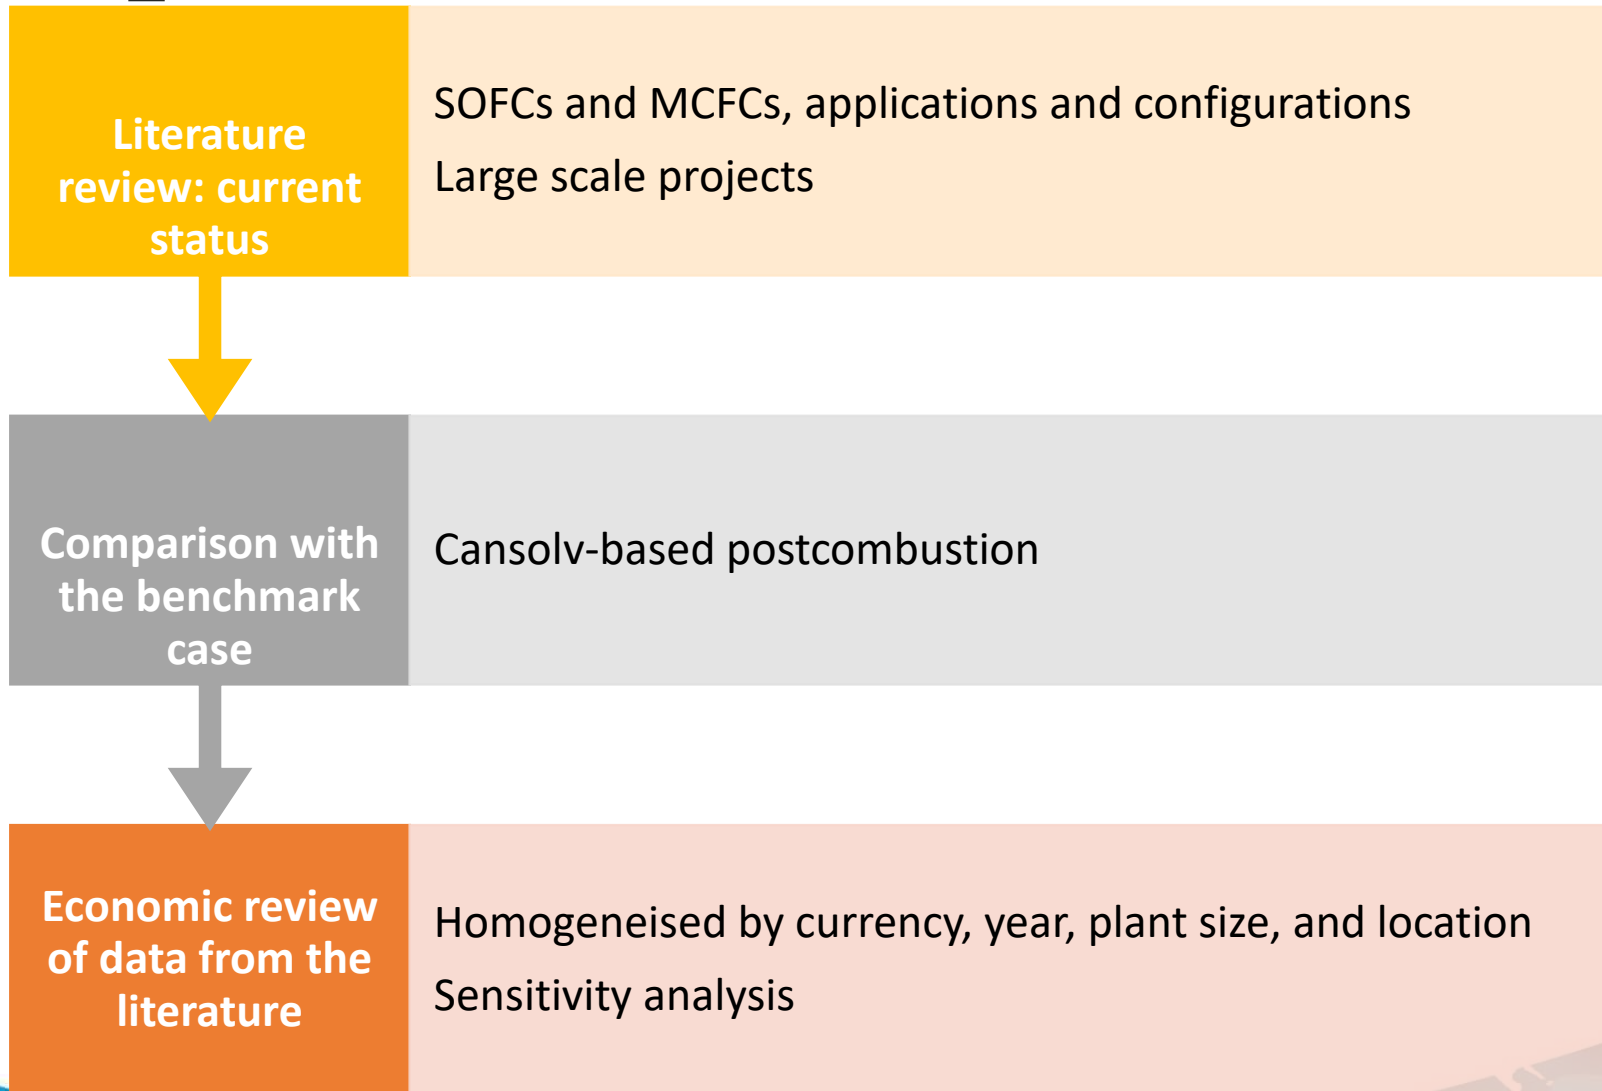 Literature
review: current
status
SOFCs and MCFCs, applications and configurations
Large scale projects
Comparison with
the benchmark
case
Cansolv-based postcombustion
Economic review
of data from the
literature
Homogeneised by currency, year, plant size, and location
Sensitivity analysis